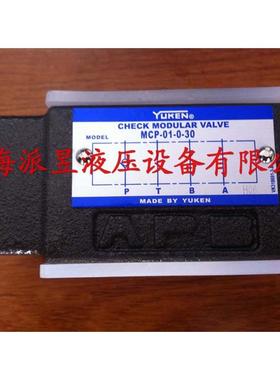 YUKEN®
CHECK MODULAR VALVE
MODEL MCP-01-0-30
海派昱液压设备有限公
P T B A
MADE BY YUKEN